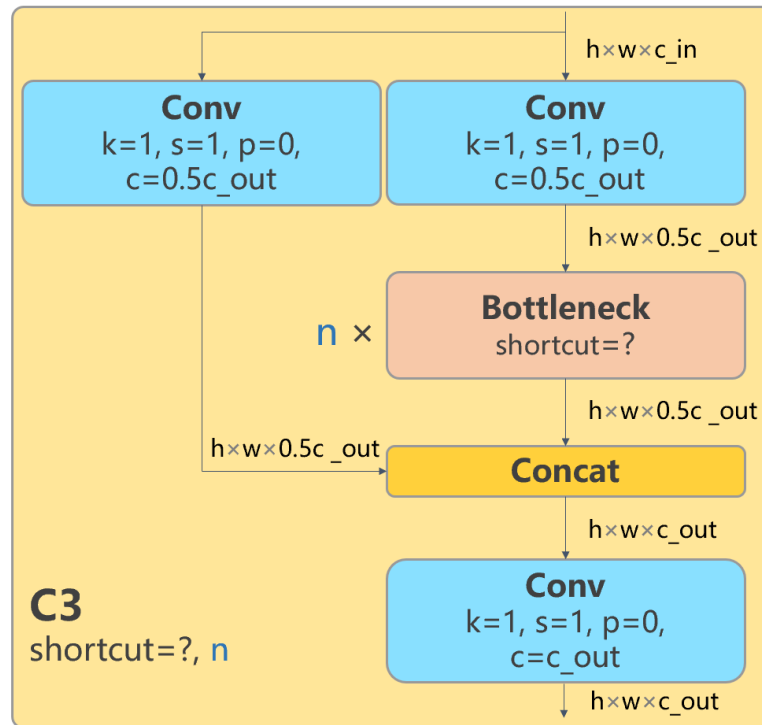 h×w×c_in
Conv
k=1, s=1, p=0,
c=0.5c_out
Conv
k=1, s=1, p=0,
c=0.5c_out
h×w×0.5c _out
n ×
Bottleneck
shortcut=?
h×w×0.5c _out
h×w×0.5c _out
Concat
h×w×c_out
Conv
k=1, s=1, p=0,
c=c_out
C3
shortcut=?, n
h×w×c_out